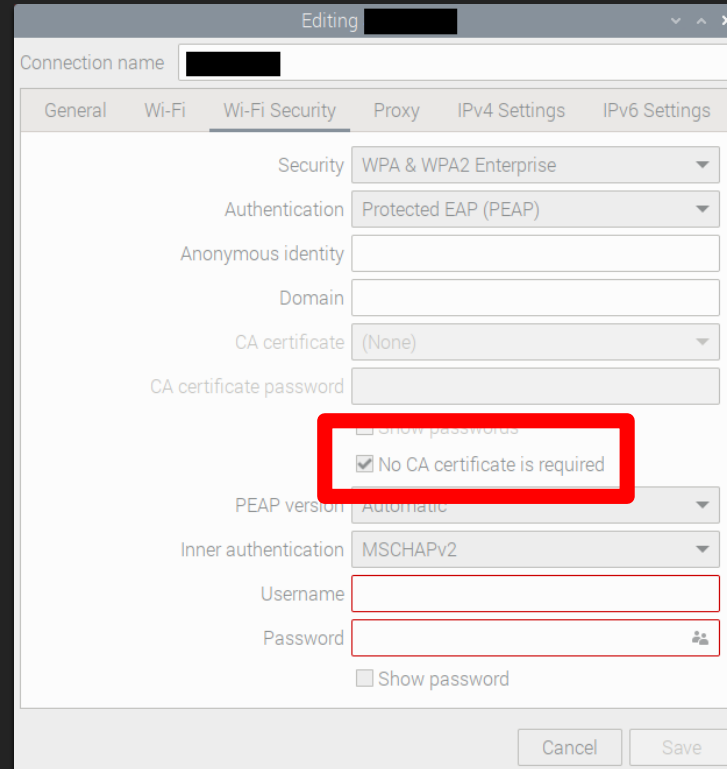 Editing
Connection name
General Wi-Fi Wi-Fi Security Proxy IPv4 Settings IPv6 Settings
Security WPA & WPA2 Enterprise
Authentication Protected EAP (PEAP)
Anonymous identity
Domain
CA certificate (None)
CA certificate password
Show passwords
No CA certificate is required
PEAP version Automatic
Inner authentication MSCHAPv2
Username
Password
Show password
Cancel Save